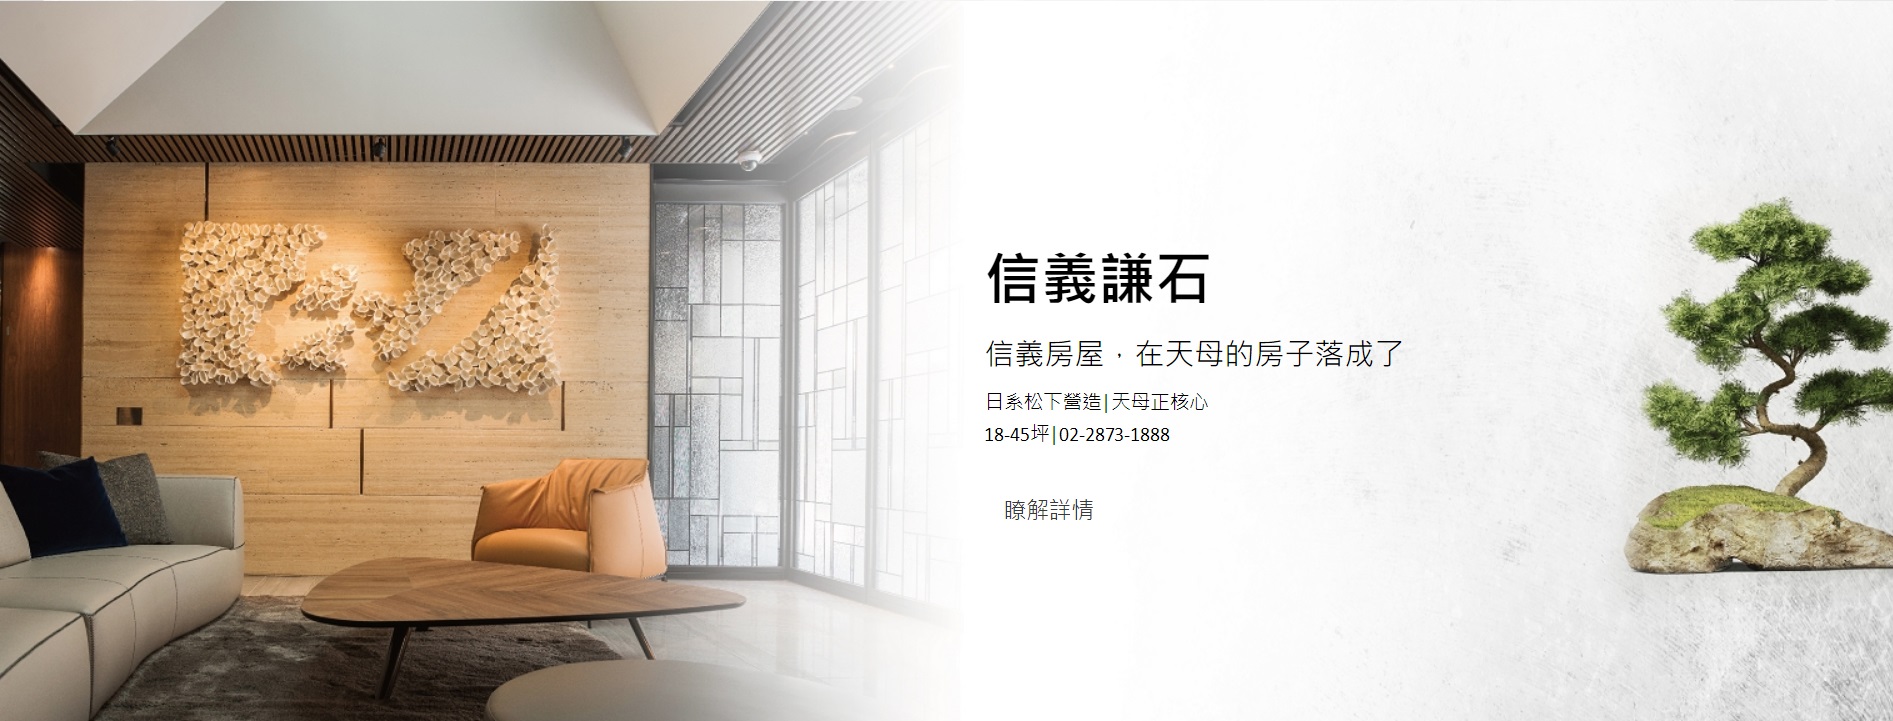 信義謙石
信義房屋，在天母的房子落成了
日系松下營造|天母正核心
18-45坪|02-2873-1888
瞭解詳情